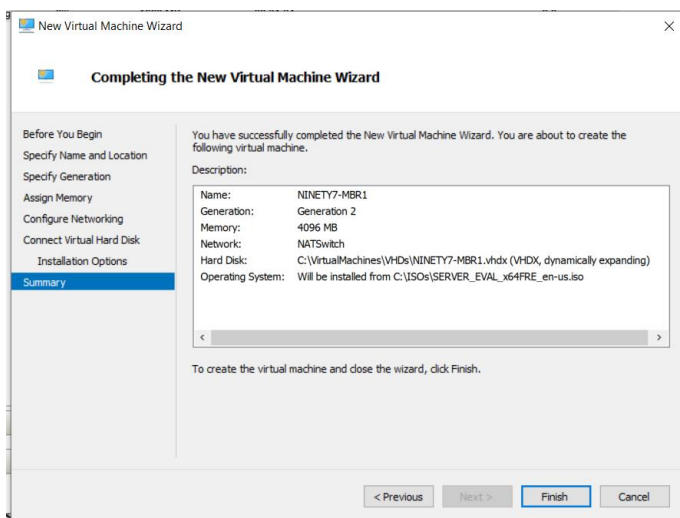 New Virtual Machine Wizard
Completing the New Virtual Machine Wizard
Before You Begin
Specify Name and Location
Specify Generation
Assign Memory
Configure Networking
Connect Virtual Hard Disk
Installation Options
Summary
You have successfully completed the New Virtual Machine Wizard. You are about to create the
following virtual machine.
Description:
Name: NINETY7-MBR1
Generation: Generation 2
Memory: 4096 MB
Network: NATSwitch
Hard Disk: C:\VirtualMachines\VHDs\NINETY7-MBR1.vhdx (VHDX, dynamically expanding)
Operating System: Will be installed from C:\ISOs\SERVER_EVAL_x64FRE_en-us.iso
To create the virtual machine and close the wizard, click Finish.
< Previous
Next >
Finish
Cancel